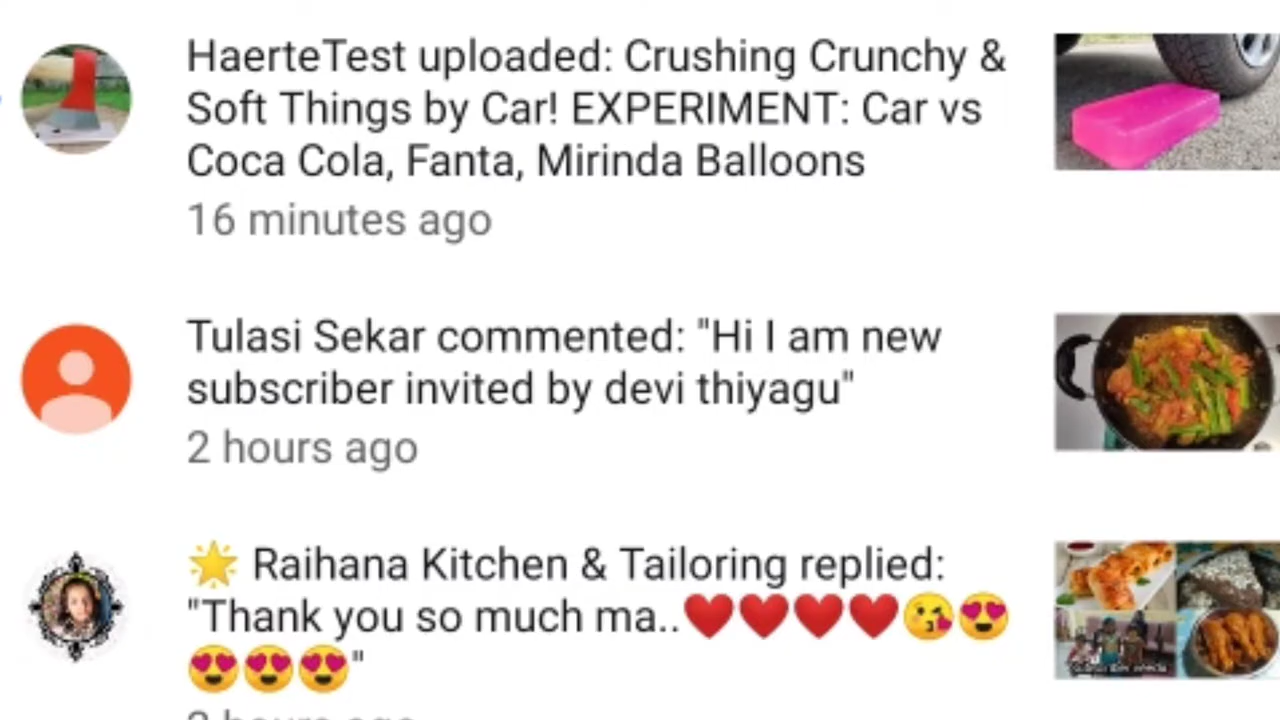 HaerteTest uploaded: Crushing Crunchy &
Soft Things by Car! EXPERIMENT: Car vs
Coca Cola, Fanta, Mirinda Balloons
16 minutes ago
Tulasi Sekar commented: "Hi I am new
subscriber invited by devi thiyagu"
2 hours ago
🌟 Raihana Kitchen & Tailoring replied:
"Thank you so much ma..❤️❤️❤️❤️😘😍
😍😍😍"
hours ago